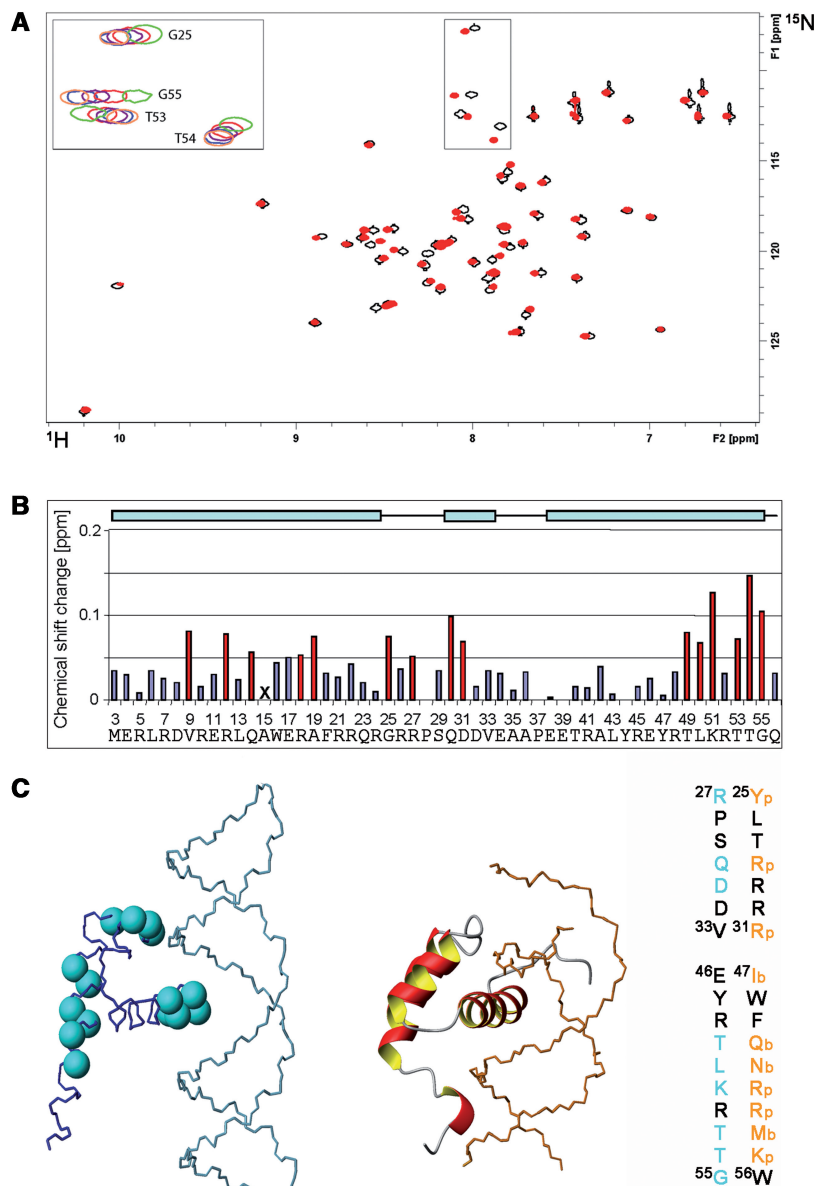 A
15N
G25
G55
T53
T54
F1 [ppm]
115
120
125
1H
10
9
8
7
F2 [ppm]
B
Chemical shift change [ppm]
0.2
0.1
0
X
3 5 7 9 11 13 15 17 19 21 23 25 27 29 31 33 35 37 39 41 43 45 47 49 51 53 55
MERLRDVRERLQAWERAFRRQRGRRPSQDDVEAAPEETRALYREYRTLKRTTGQ
C
27R 25Yp
P L
S T
Q Rp
D R
D R
33V 31Rp
46E 47Ib
Y W
R F
T Qb
L Nb
K Rp
R Rp
T Mb
T Kp
55G 56W